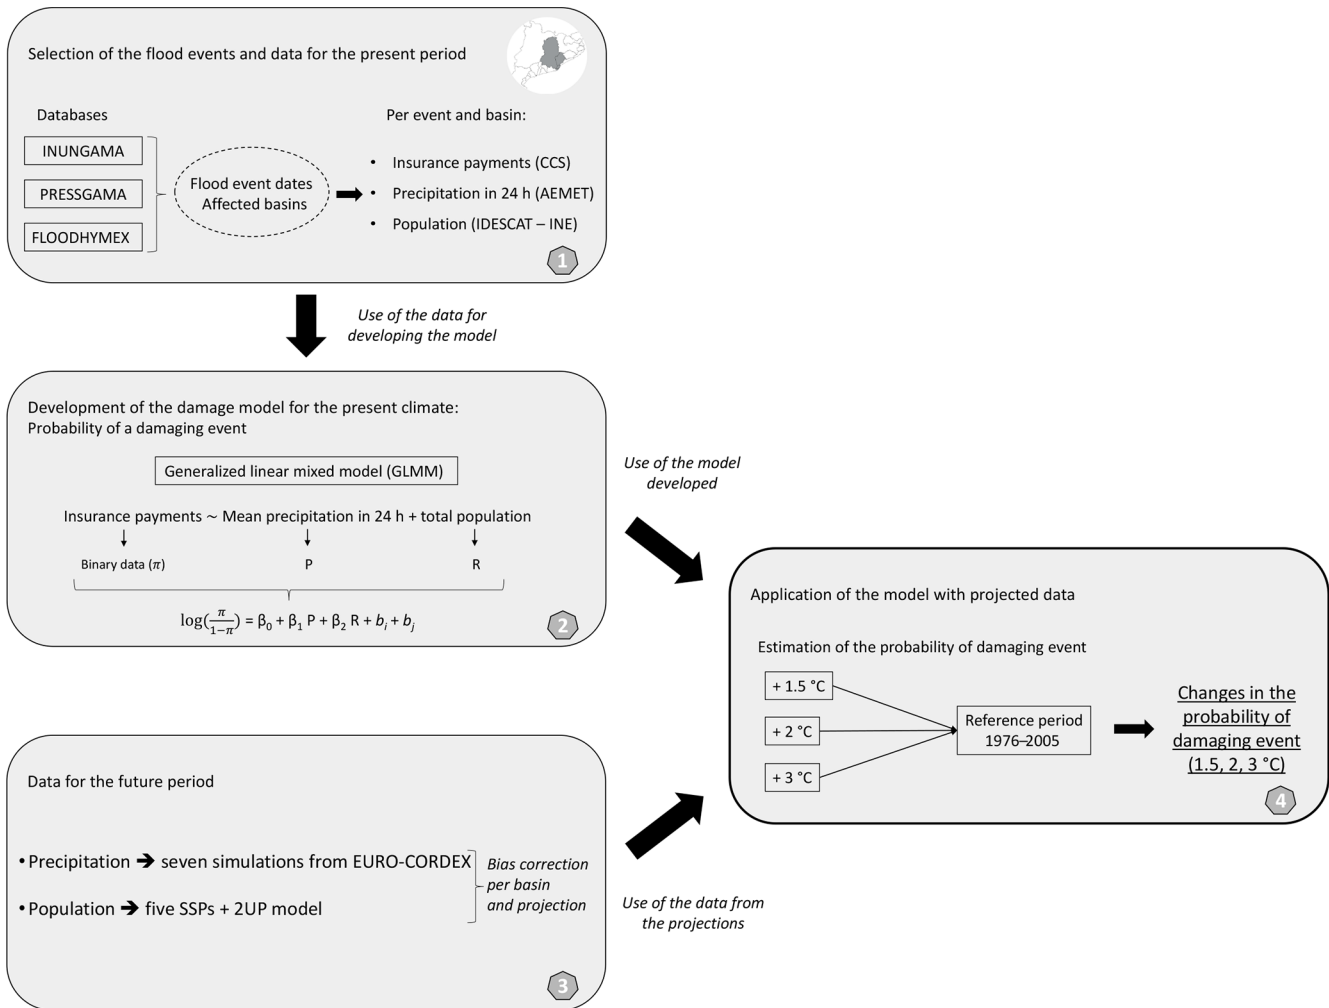 Selection of the flood events and data for the present period
Databases
INUNGAMA
PRESSGAMA
FLOODHYMEX
Flood event dates
Affected basins
Per event and basin:
• Insurance payments (CCS)
• Precipitation in 24 h (AEMET)
• Population (IDESCAT – INE)
1
Use of the data for
developing the model
Development of the damage model for the present climate:
Probability of a damaging event
Generalized linear mixed model (GLMM)
Insurance payments ~ Mean precipitation in 24 h + total population
Binary data (π)
P
R
log(π/1−π) = β₀ + β₁ P + β₂ R + bᵢ + bⱼ
2
Use of the model
developed
Data for the future period
• Precipitation ➔ seven simulations from EURO-CORDEX
• Population ➔ five SSPs + 2UP model
Bias correction
per basin
and projection
3
Use of the data from
the projections
Application of the model with projected data
Estimation of the probability of damaging event
+ 1.5 °C
+ 2 °C
+ 3 °C
Reference period
1976–2005
Changes in the
probability of
damaging event
(1.5, 2, 3 °C)
4